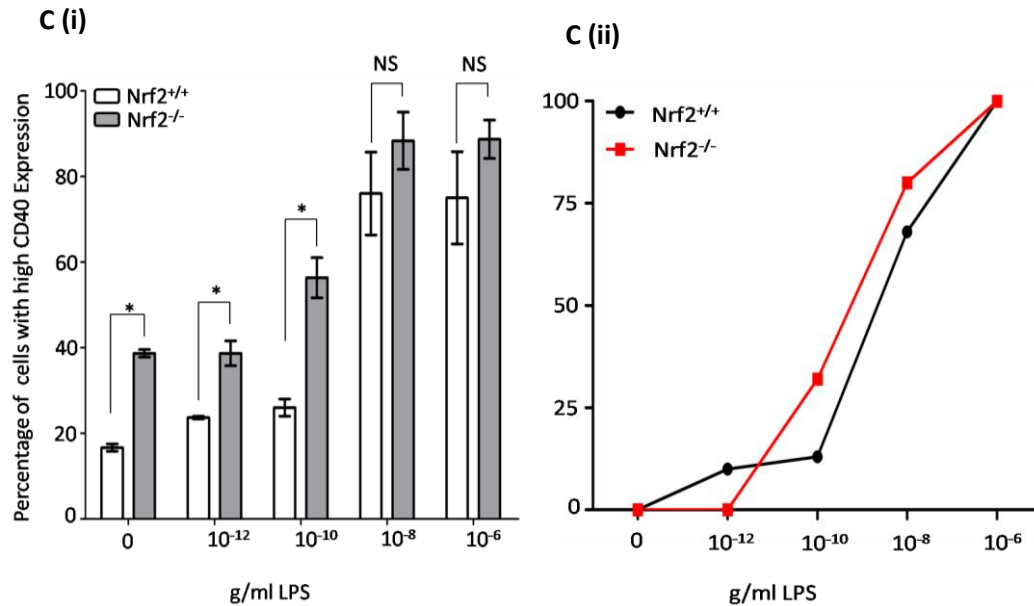 C (i)
Percentage of cells with high CD40 Expression
100
80
60
40
20
0
Nrf2⁺/⁺
Nrf2⁻/⁻
*
*
*
NS
NS
0
10⁻¹²
10⁻¹⁰
10⁻⁸
10⁻⁶
g/ml LPS
C (ii)
100
75
50
25
0
Nrf2⁺/⁺
Nrf2⁻/⁻
0
10⁻¹²
10⁻¹⁰
10⁻⁸
10⁻⁶
g/ml LPS